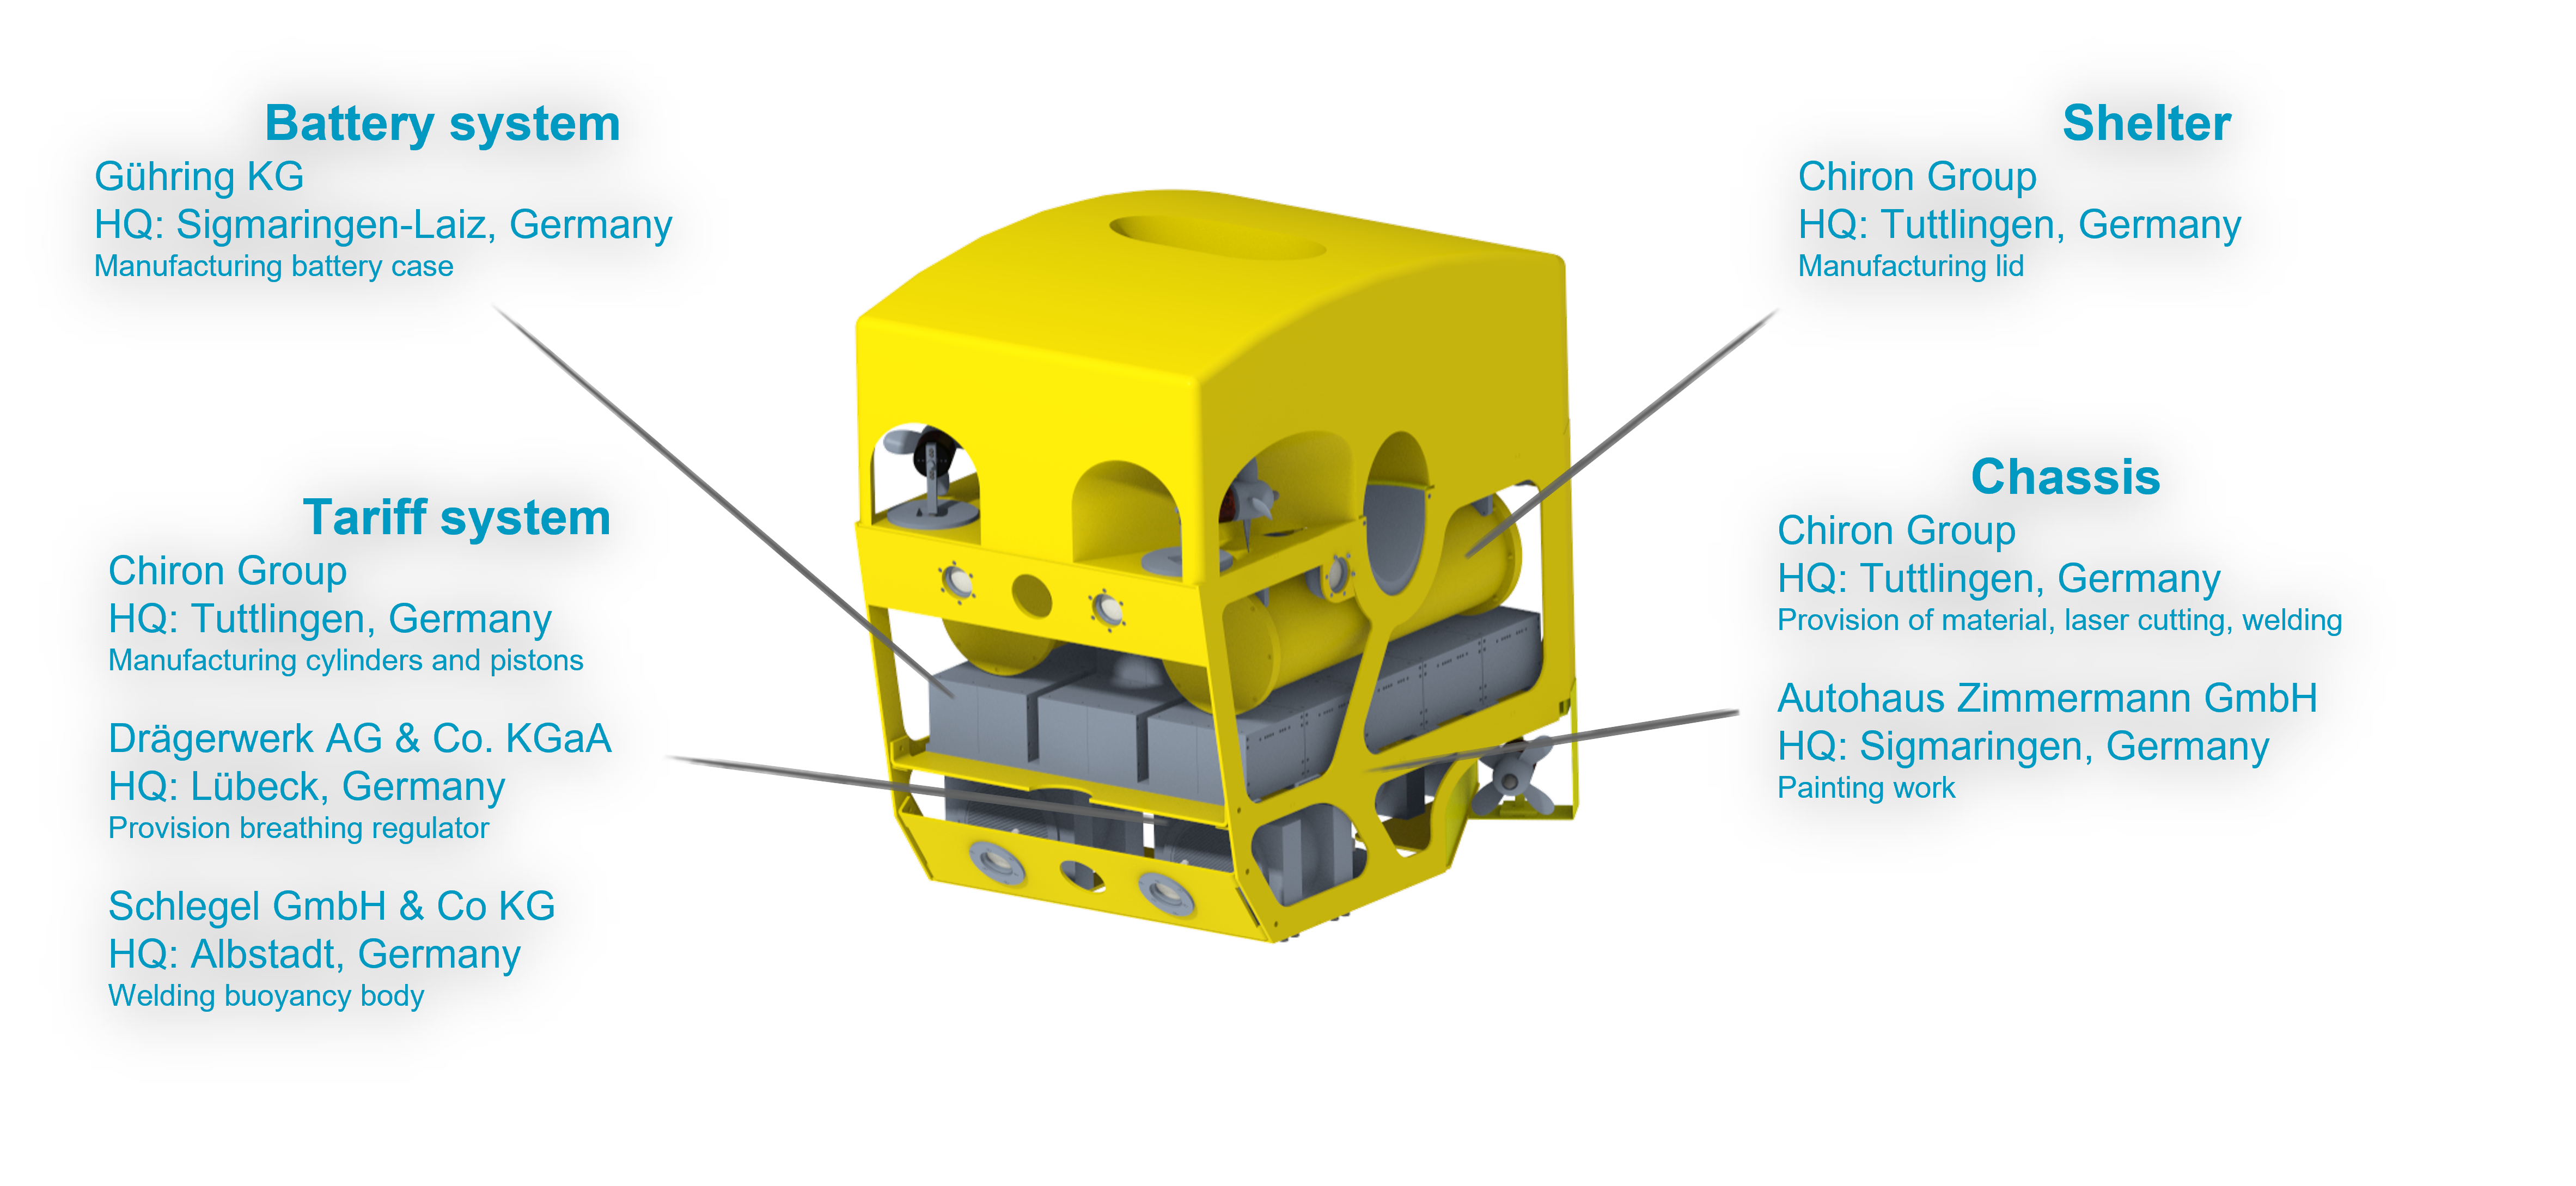 Battery system
Gühring KG
HQ: Sigmaringen-Laiz, Germany
Manufacturing battery case
Tariff system
Chiron Group
HQ: Tuttlingen, Germany
Manufacturing cylinders and pistons
Drägerwerk AG & Co. KGaA
HQ: Lübeck, Germany
Provision breathing regulator
Schlegel GmbH & Co KG
HQ: Albstadt, Germany
Welding buoyancy body
Shelter
Chiron Group
HQ: Tuttlingen, Germany
Manufacturing lid
Chassis
Chiron Group
HQ: Tuttlingen, Germany
Provision of material, laser cutting, welding
Autohaus Zimmermann GmbH
HQ: Sigmaringen, Germany
Painting work